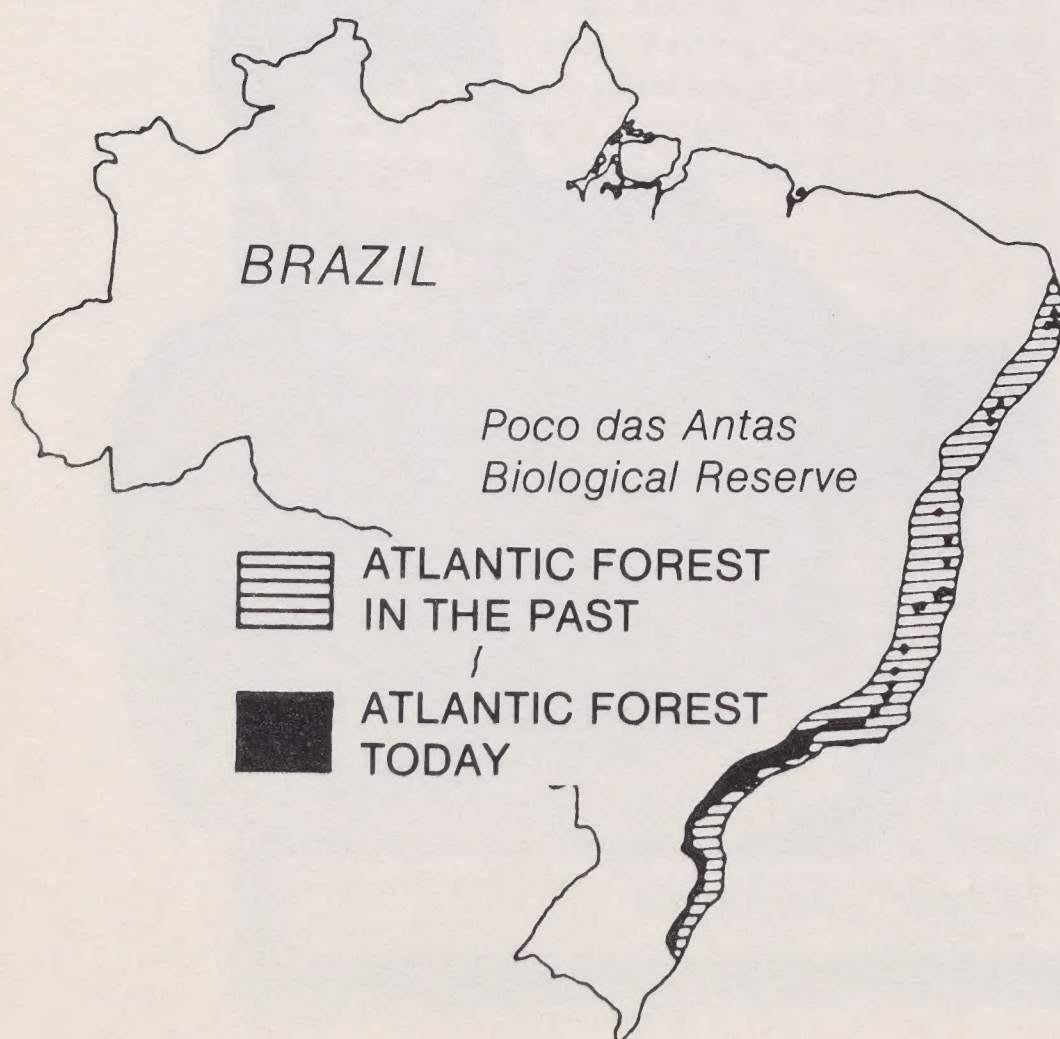 BRAZIL
Poco das Antas
Biological Reserve
ATLANTIC FOREST
IN THE PAST
ATLANTIC FOREST
TODAY